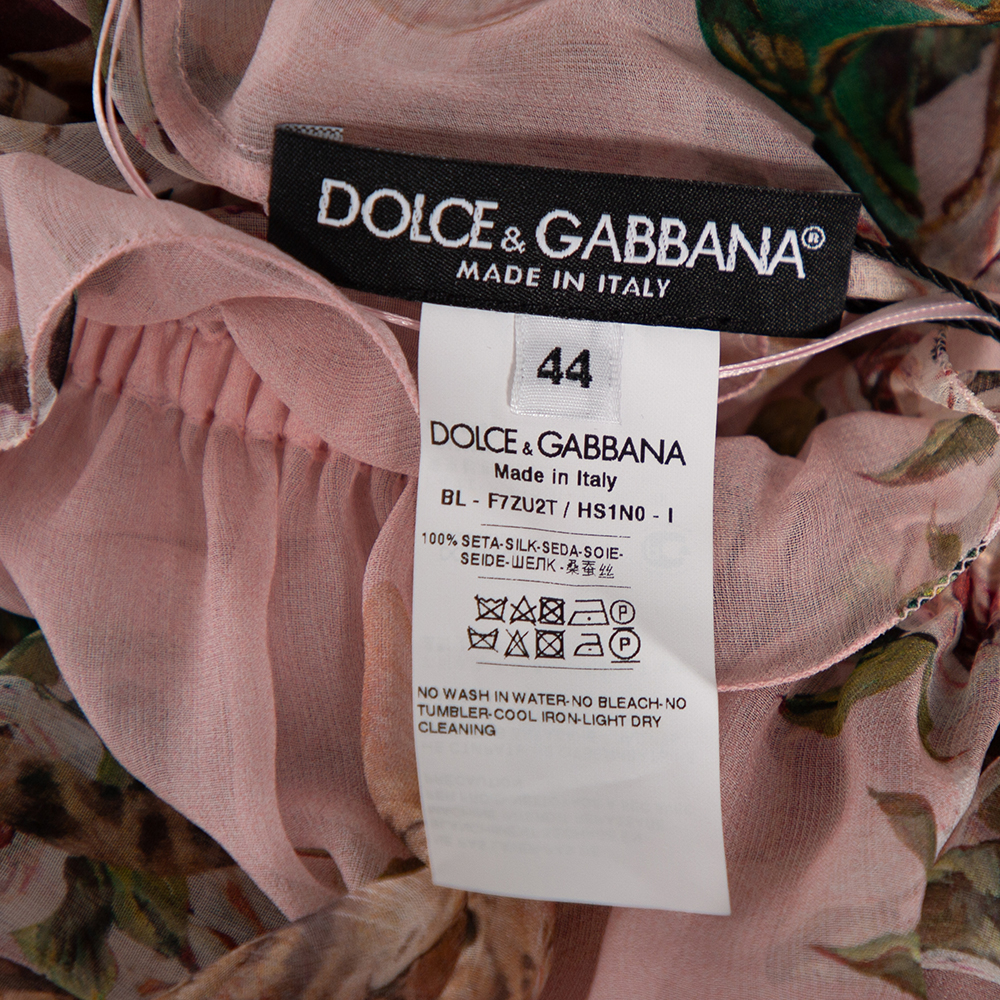 DOLCE & GABBANA®
MADE IN ITALY
44
DOLCE & GABBANA
Made in Italy
BL - F7ZU2T / HS1N0 - I
100% SETA-SILK-SEDA-SOIE-
SEIDE-ШЕЛК-桑蚕丝
P
P
NO WASH IN WATER-NO BLEACH-NO
TUMBLER-COOL IRON-LIGHT DRY
CLEANING